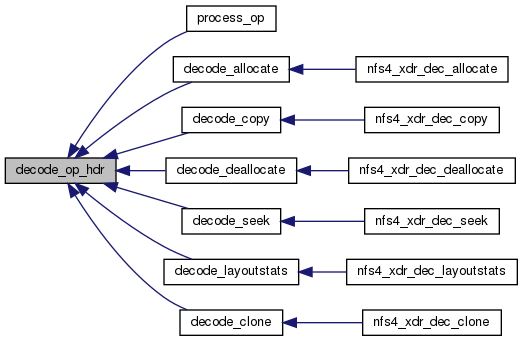 process_op
decode_allocate
nfs4_xdr_dec_allocate
decode_copy
nfs4_xdr_dec_copy
decode_op_hdr
decode_deallocate
nfs4_xdr_dec_deallocate
decode_seek
nfs4_xdr_dec_seek
decode_layoutstats
nfs4_xdr_dec_layoutstats
decode_clone
nfs4_xdr_dec_clone